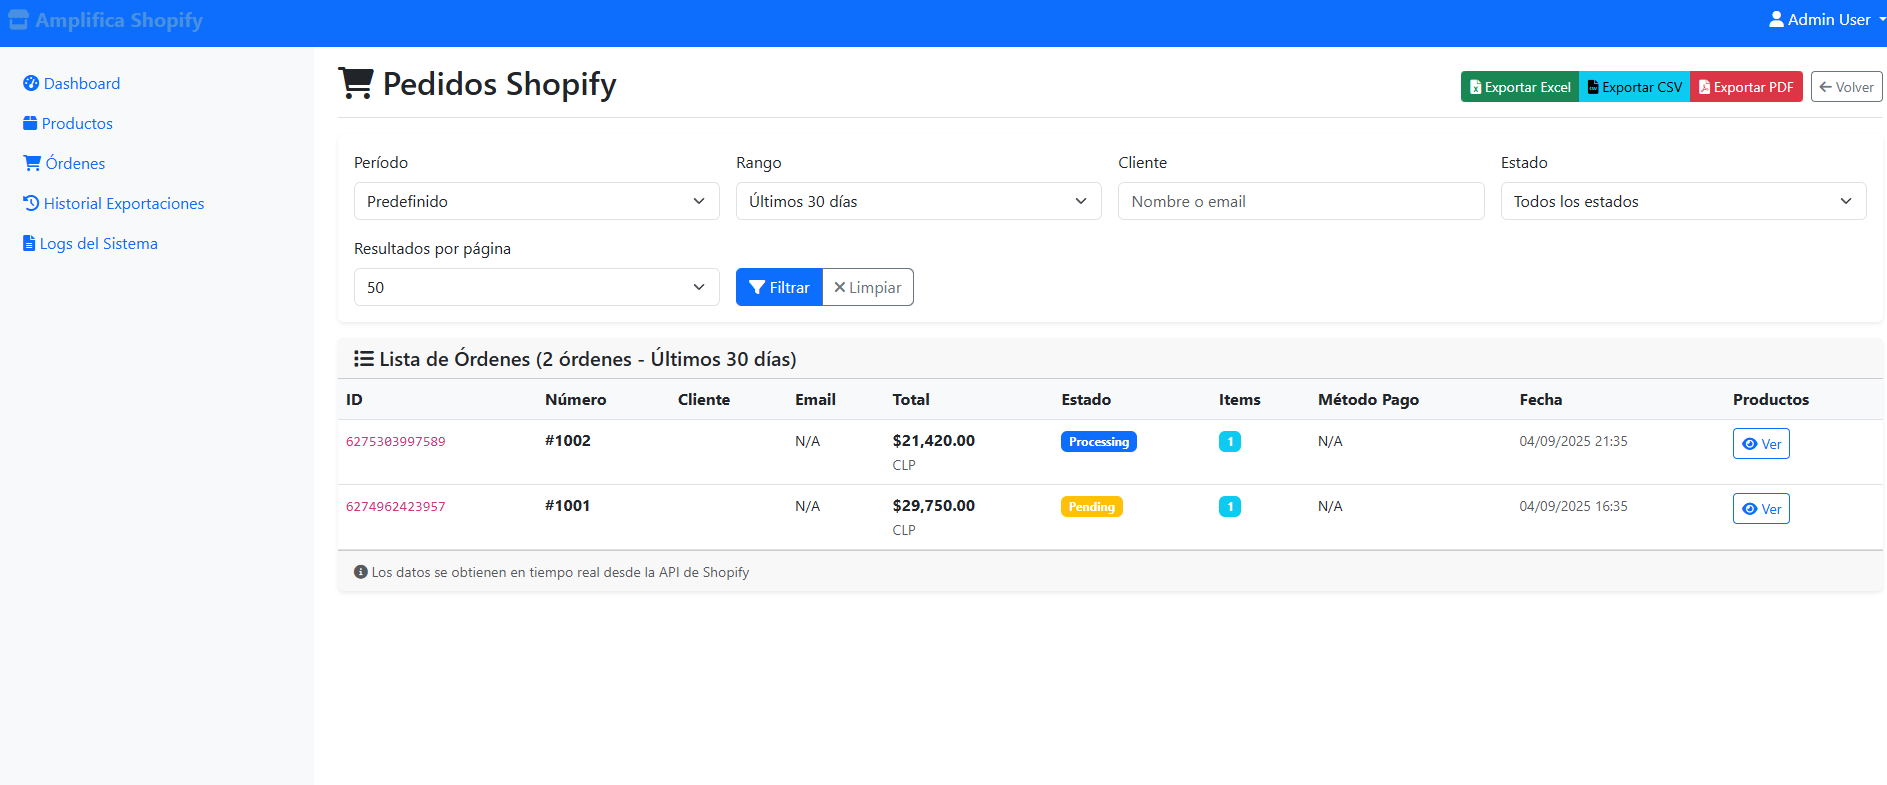 Amplifica Shopify
Admin User
Dashboard
Productos
Órdenes
Historial Exportaciones
Logs del Sistema
Pedidos Shopify
Exportar Excel Exportar CSV Exportar PDF Volver
Período Rango Cliente Estado
Predefinido Últimos 30 días Nombre o email Todos los estados
Resultados por página
50 Filtrar Limpiar
Lista de Órdenes (2 órdenes - Últimos 30 días)
ID Número Cliente Email Total Estado Items Método Pago Fecha Productos
6275303997589 #1002 N/A $21,420.00 Processing 1 N/A 04/09/2025 21:35 Ver
CLP
6274962423957 #1001 N/A $29,750.00 Pending 1 N/A 04/09/2025 16:35 Ver
CLP
Los datos se obtienen en tiempo real desde la API de Shopify